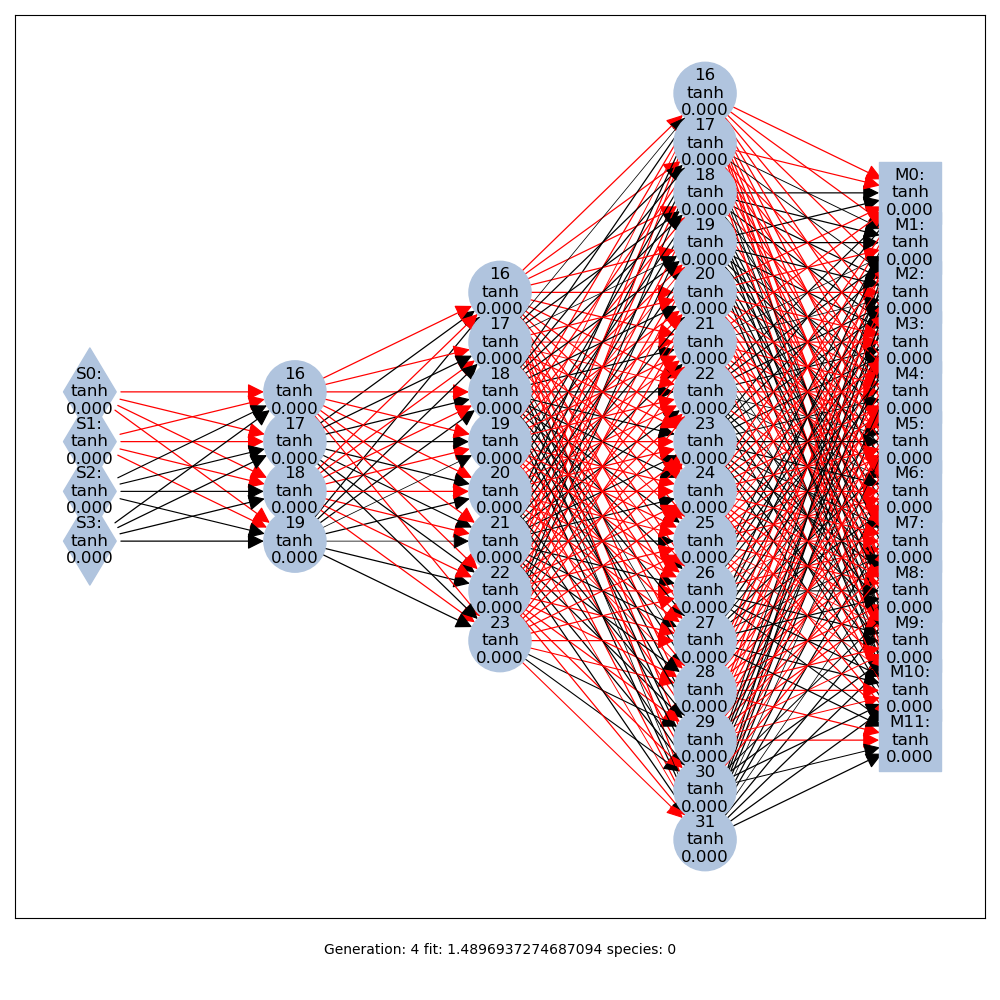 S0:
tanh
0.000
S1:
tanh
0.000
S2:
tanh
0.000
S3:
tanh
0.000
16
tanh
0.000
17
tanh
0.000
18
tanh
0.000
19
tanh
0.000
16
tanh
0.000
17
tanh
0.000
18
tanh
0.000
19
tanh
0.000
20
tanh
0.000
21
tanh
0.000
22
tanh
0.000
23
tanh
0.000
16
tanh
0.000
17
tanh
0.000
18
tanh
0.000
19
tanh
0.000
20
tanh
0.000
21
tanh
0.000
22
tanh
0.000
23
tanh
0.000
24
tanh
0.000
25
tanh
0.000
26
tanh
0.000
27
tanh
0.000
28
tanh
0.000
29
tanh
0.000
30
tanh
0.000
31
tanh
0.000
M0:
tanh
0.000
M1:
tanh
0.000
M2:
tanh
0.000
M3:
tanh
0.000
M4:
tanh
0.000
M5:
tanh
0.000
M6:
tanh
0.000
M7:
tanh
0.000
M8:
tanh
0.000
M9:
tanh
0.000
M10:
tanh
0.000
M11:
tanh
0.000
Generation: 4 fit: 1.4896937274687094 species: 0